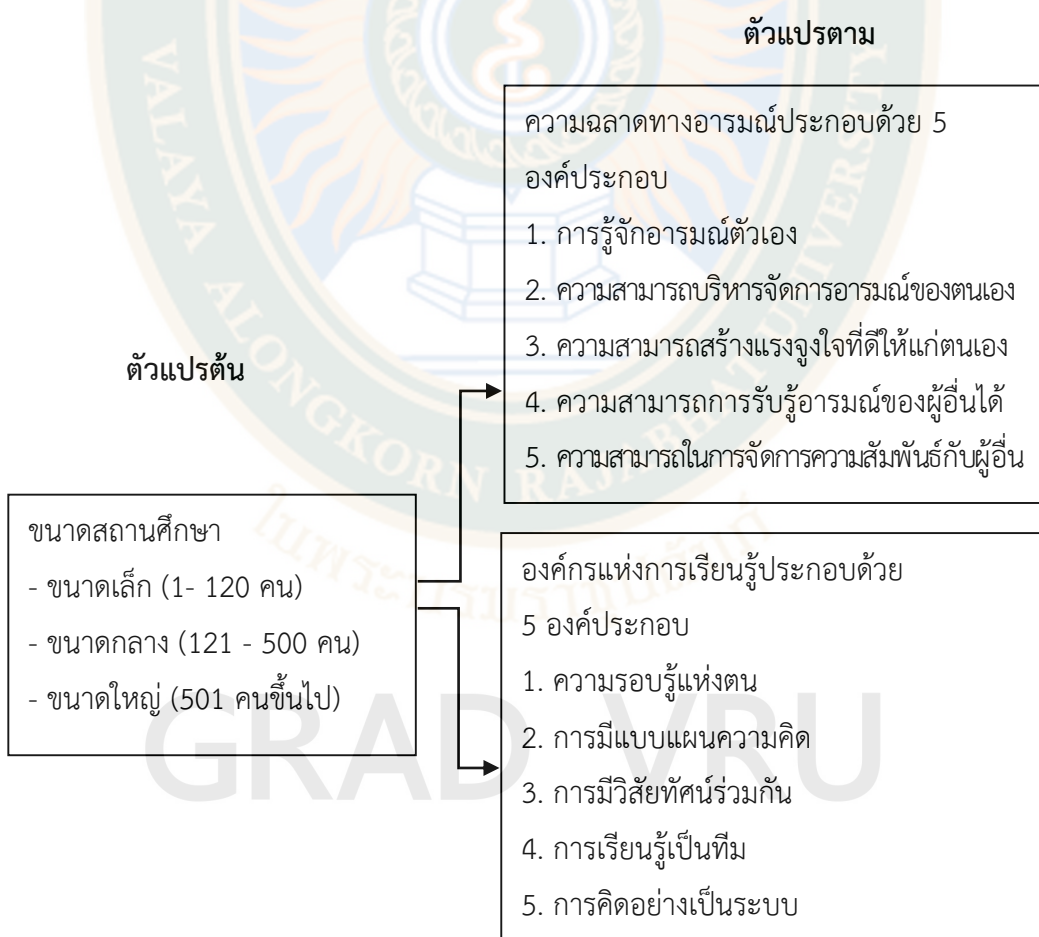 ตัวแปรตาม
ความฉลาดทางอารมณ์ประกอบด้วย 5
องค์ประกอบ
1. การรู้จักอารมณ์ตัวเอง
2. ความสามารถบริหารจัดการอารมณ์ของตนเอง
3. ความสามารถสร้างแรงจูงใจที่ดีให้แก่ตนเอง
4. ความสามารถการรับรู้อารมณ์ของผู้อื่นได้
5. ความสามารถในการจัดการความสัมพันธ์กับผู้อื่น
ตัวแปรต้น
ขนาดสถานศึกษา
- ขนาดเล็ก (1- 120 คน)
- ขนาดกลาง (121 - 500 คน)
- ขนาดใหญ่ (501 คนขึ้นไป)
องค์กรแห่งการเรียนรู้ประกอบด้วย
5 องค์ประกอบ
1. ความรอบรู้แห่งตน
2. การมีแบบแผนความคิด
3. การมีวิสัยทัศน์ร่วมกัน
4. การเรียนรู้เป็นทีม
5. การคิดอย่างเป็นระบบ
VALAYA ALONGKORN RAJABHAT UNIVERSITY
ในพระบรมราชูปถัมภ์
GRAD VRU